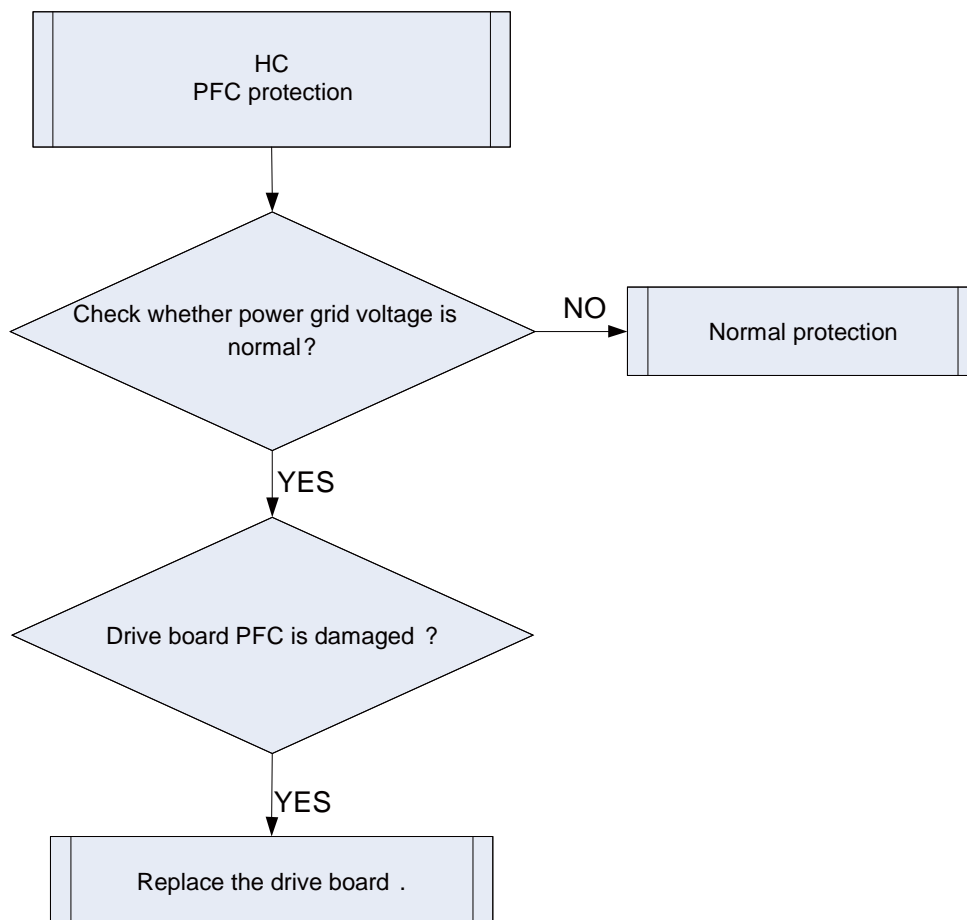 HC
PFC protection
Check whether power grid voltage is
normal?
NO
Normal protection
YES
Drive board PFC is damaged ?
YES
Replace the drive board .